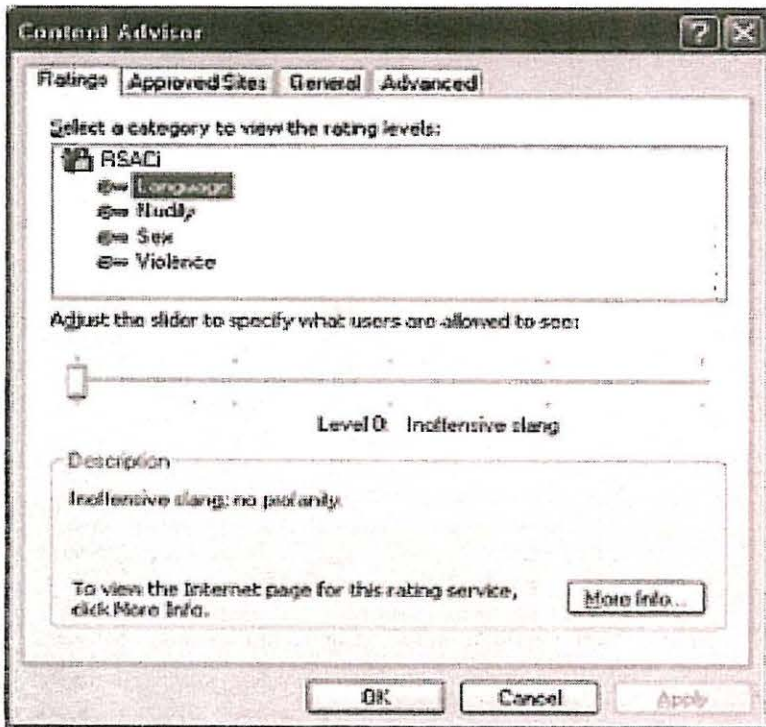 Content Advisor
Ratings Approved Sites General Advanced
Select a category to view the rating levels:
RSACi
Language
Nudity
Sex
Violence
Adjust the slider to specify what users are allowed to see:
Level 0: Inoffensive slang
Description
Inoffensive slang; no profanity.
To view the Internet page for this rating service,
click More Info.
More Info...
OK Cancel Apply